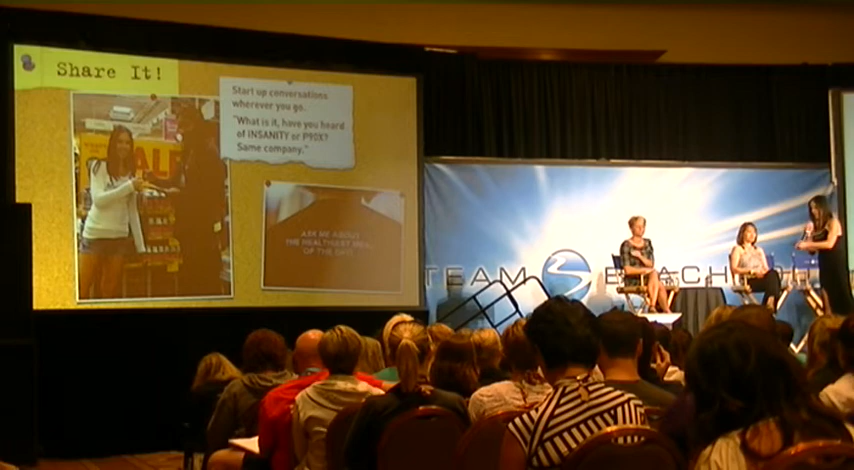 Share It!
Start up conversations
wherever you go.
"What is it, have you heard
of INSANITY or P90X?
Same company."
ASK ME ABOUT
THE HEALTHIEST MEAL
OF THE DAY!
TEAM BEACH